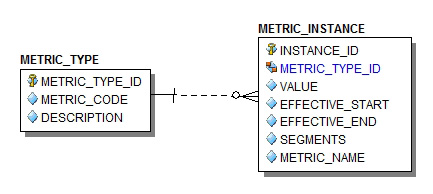 METRIC_TYPE
METRIC_TYPE_ID
METRIC_CODE
DESCRIPTION
METRIC_INSTANCE
INSTANCE_ID
METRIC_TYPE_ID
VALUE
EFFECTIVE_START
EFFECTIVE_END
SEGMENTS
METRIC_NAME